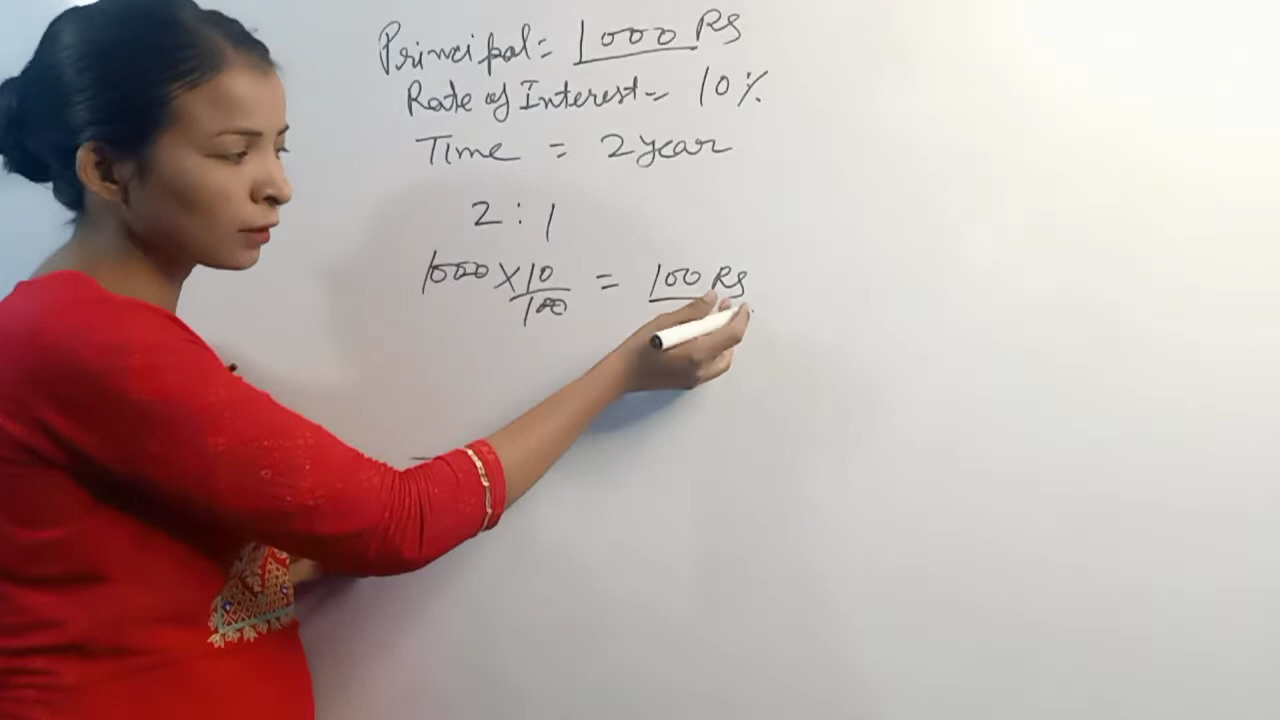 Principal = 1000 Rs
Rate of Interest = 10%
Time = 2 year
2 : 1
1000 × 10/100 = 100 Rs